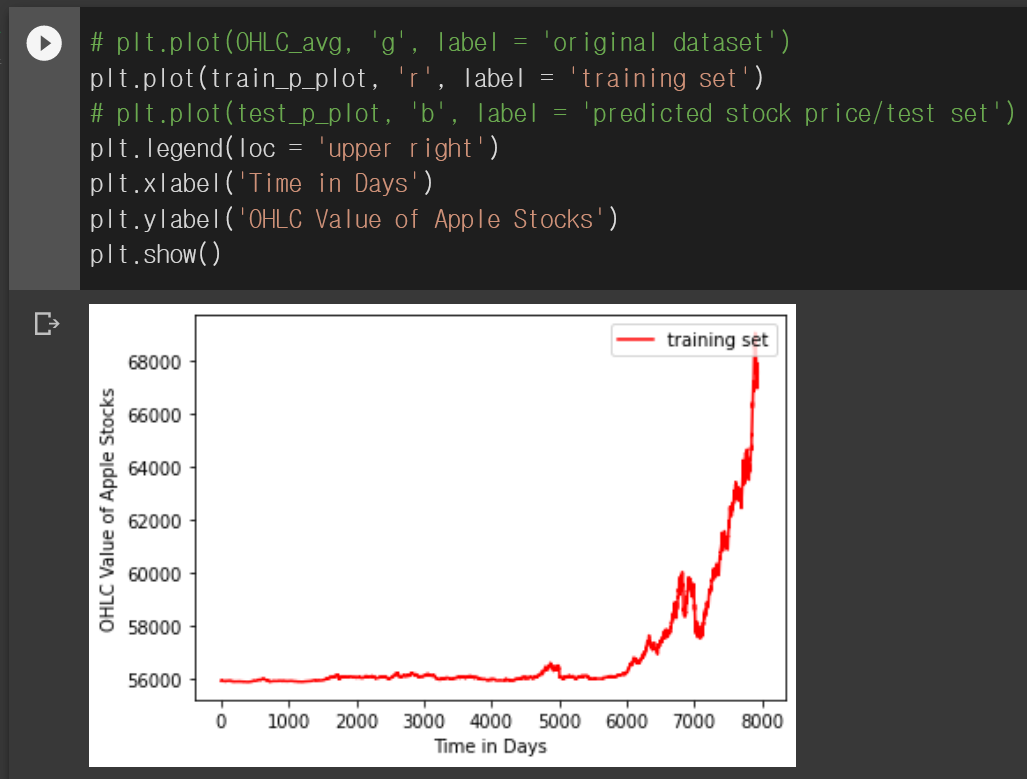 # plt.plot(OHLC_avg, 'g', label = 'original dataset')
plt.plot(train_p_plot, 'r', label = 'training set')
# plt.plot(test_p_plot, 'b', label = 'predicted stock price/test set')
plt.legend(loc = 'upper right')
plt.xlabel('Time in Days')
plt.ylabel('OHLC Value of Apple Stocks')
plt.show()
training set
OHLC Value of Apple Stocks
68000
66000
64000
62000
60000
58000
56000
0 1000 2000 3000 4000 5000 6000 7000 8000
Time in Days